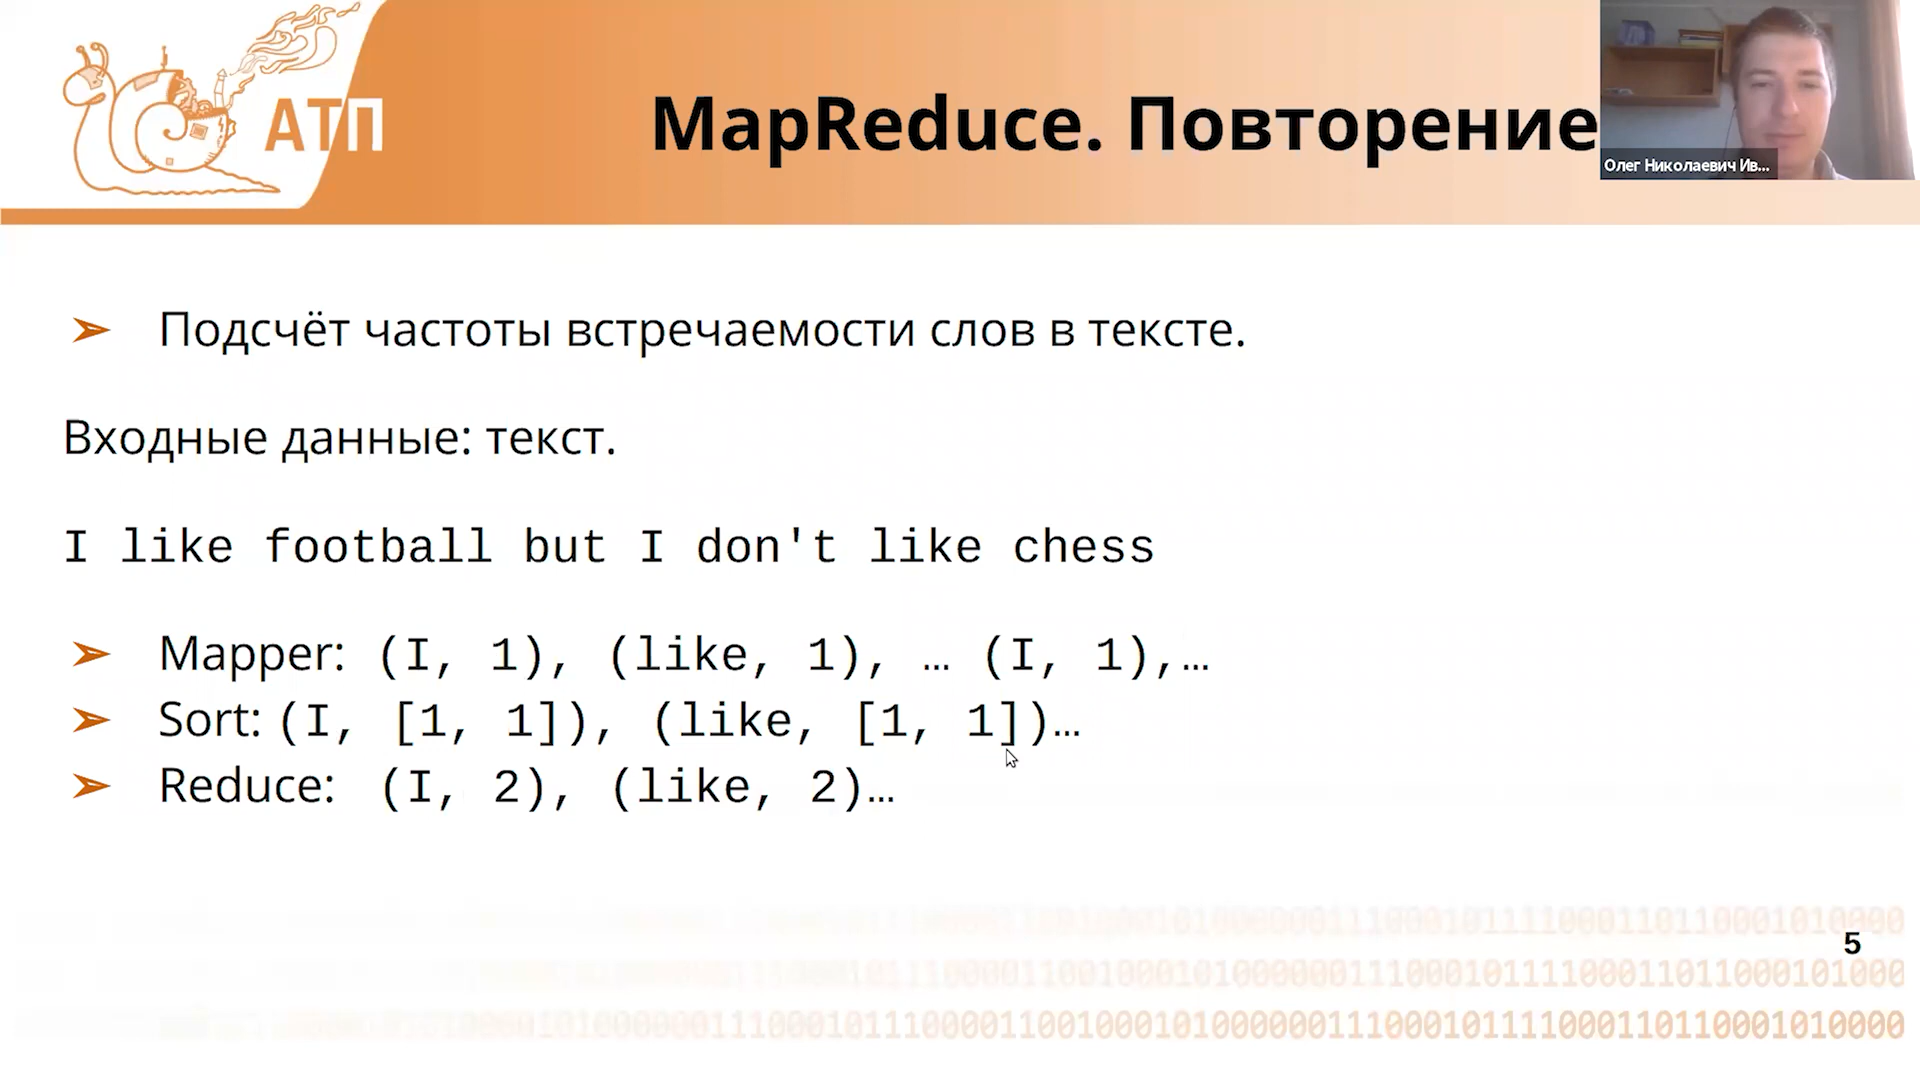 АТП
MapReduce. Повторение
Олег Николаевич Ив...
➢ Подсчёт частоты встречаемости слов в тексте.
Входные данные: текст.
I like football but I don't like chess
➢ Mapper: (I, 1), (like, 1), … (I, 1),…
➢ Sort: (I, [1, 1]), (like, [1, 1])…
➢ Reduce: (I, 2), (like, 2)…
5